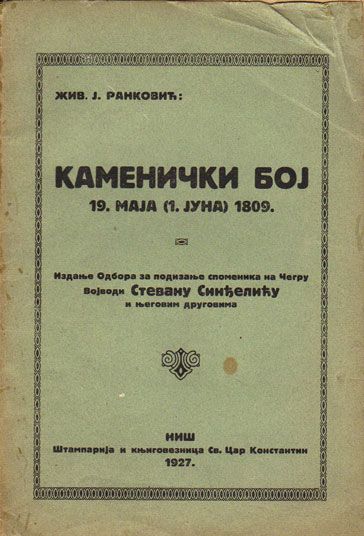 ЖИВ. Ј. РАНКОВИЋ:
КАМЕНИЧКИ БОЈ
19. МАЈА (1. ЈУНА) 1809.
Издање Одбора за подизање споменика на Чегру
Војводи Стевану Синђелићу
и његовим друговима
НИШ
Штампарија и књиговезница Св. Цар Константин
1927.